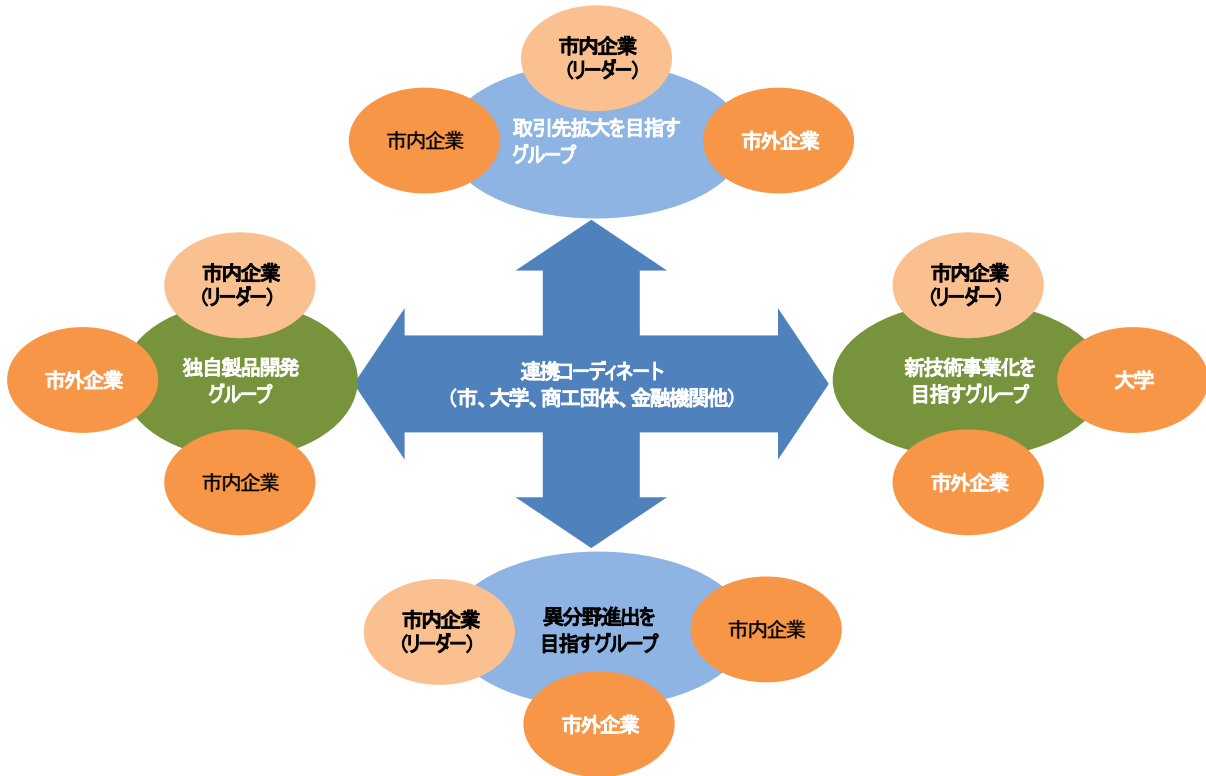 市内企業
(リーダー)
取引先拡大を目指す
グループ
市内企業
市外企業
市内企業
(リーダー)
独自製品開発
グループ
市外企業
市内企業
連携コーディネート
（市、大学、商工団体、金融機関他）
市内企業
(リーダー)
新技術事業化を
目指すグループ
大学
市外企業
市内企業
(リーダー)
異分野進出を
目指すグループ
市内企業
市外企業